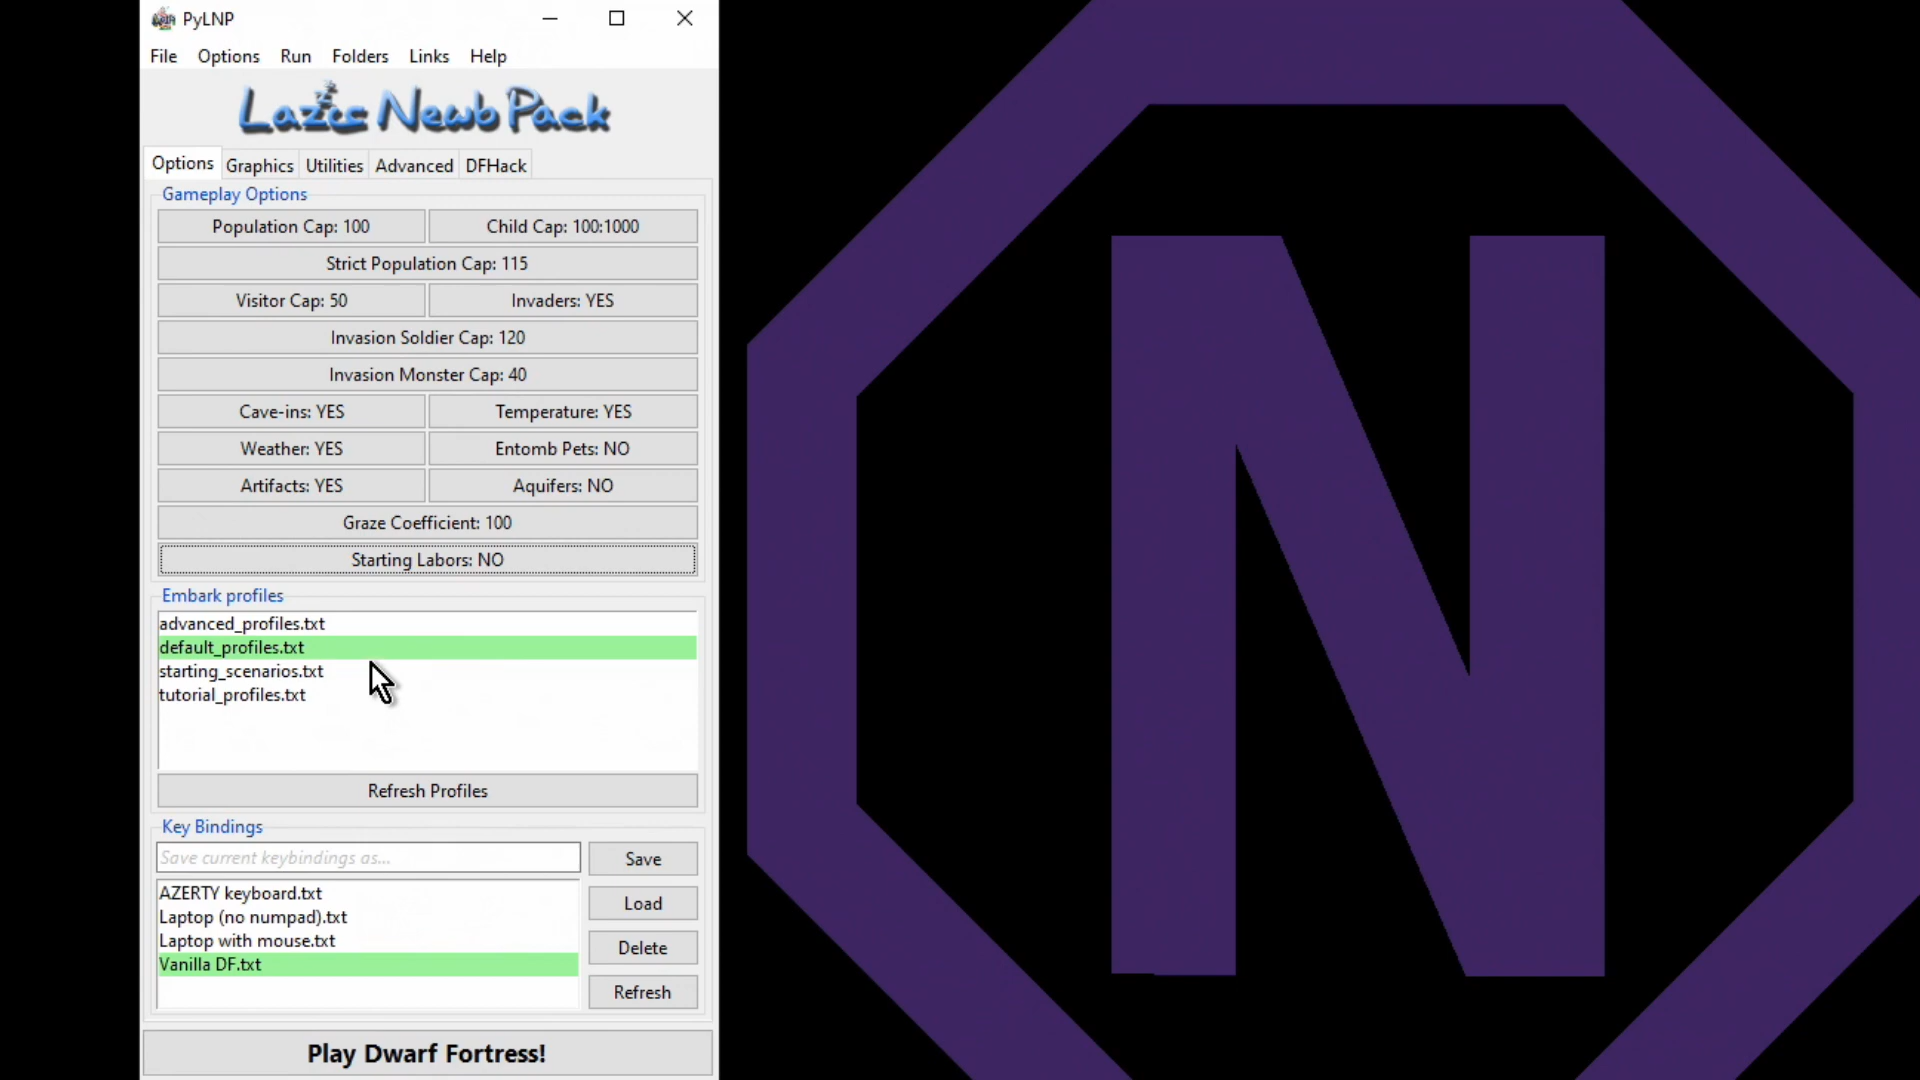 PyLNP
File Options Run Folders Links Help
Lazy Newb Pack
Options Graphics Utilities Advanced DFHack
Gameplay Options
Population Cap: 100 Child Cap: 100:1000
Strict Population Cap: 115
Visitor Cap: 50 Invaders: YES
Invasion Soldier Cap: 120
Invasion Monster Cap: 40
Cave-ins: YES Temperature: YES
Weather: YES Entomb Pets: NO
Artifacts: YES Aquifers: NO
Graze Coefficient: 100
Starting Labors: NO
Embark profiles
advanced_profiles.txt
default_profiles.txt
starting_scenarios.txt
tutorial_profiles.txt
Refresh Profiles
Key Bindings
Save current keybindings as... Save
AZERTY keyboard.txt Load
Laptop (no numpad).txt
Laptop with mouse.txt Delete
Vanilla DF.txt
Refresh
Play Dwarf Fortress!
N